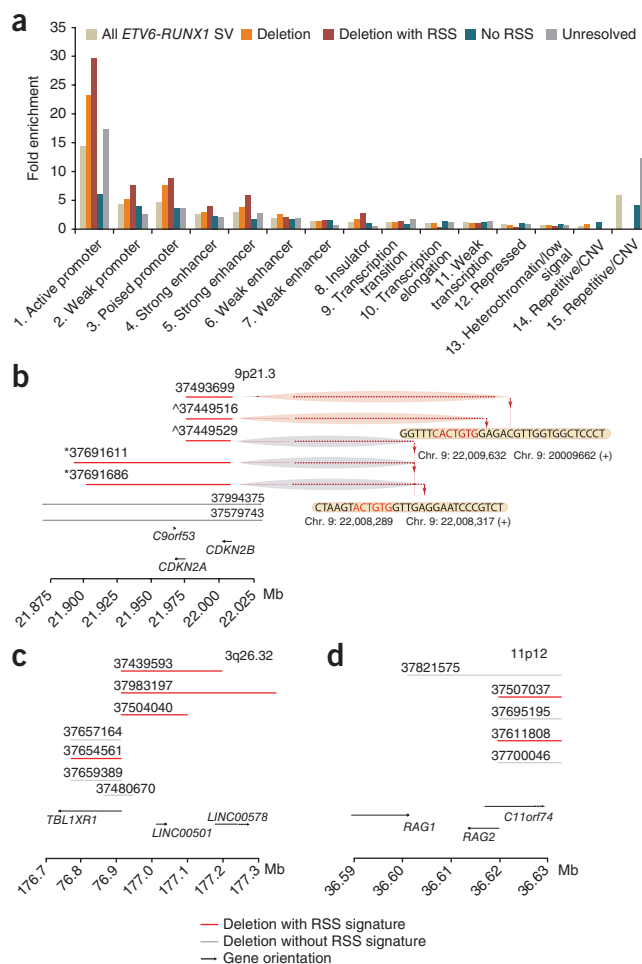 a
All ETV6-RUNX1 SV Deletion Deletion with RSS No RSS Unresolved
Fold enrichment
35
30
25
20
15
10
5
0
1. Active promoter
2. Weak promoter
3. Poised promoter
4. Strong enhancer
5. Strong enhancer
6. Weak enhancer
7. Weak enhancer
8. Insulator
9. Transcription transition
10. Transcription elongation
11. Weak transcription
12. Repressed
13. Heterochromatin/low signal
14. Repetitive/CNV
15. Repetitive/CNV
b
9p21.3
37493699
^37449516
^37449529
*37691611
*37691686
37994375
37579743
GGTTTCACTGTGGAGACGTTGGTGGCTCCCT
Chr. 9: 22,009,632 Chr. 9: 20009662 (+)
CTAAGTACTGTGGTTGAGGAATCCCGTCT
Chr. 9: 22,008,289 Chr. 9: 22,008,317 (+)
C9orf53
CDKN2B
CDKN2A
21.875 21.900 21.925 21.950 21.975 22.000 22.025 Mb
c
3q26.32
37439593
37983197
37504040
37657164
37654561
37659389
37480670
TBL1XR1
LINC00578
LINC00501
176.7 176.8 176.9 177.0 177.1 177.2 177.3 Mb
d
11p12
37821575
37507037
37695195
37611808
37700046
C11orf74
RAG1
RAG2
36.59 36.60 36.61 36.62 36.63 Mb
Deletion with RSS signature
Deletion without RSS signature
Gene orientation